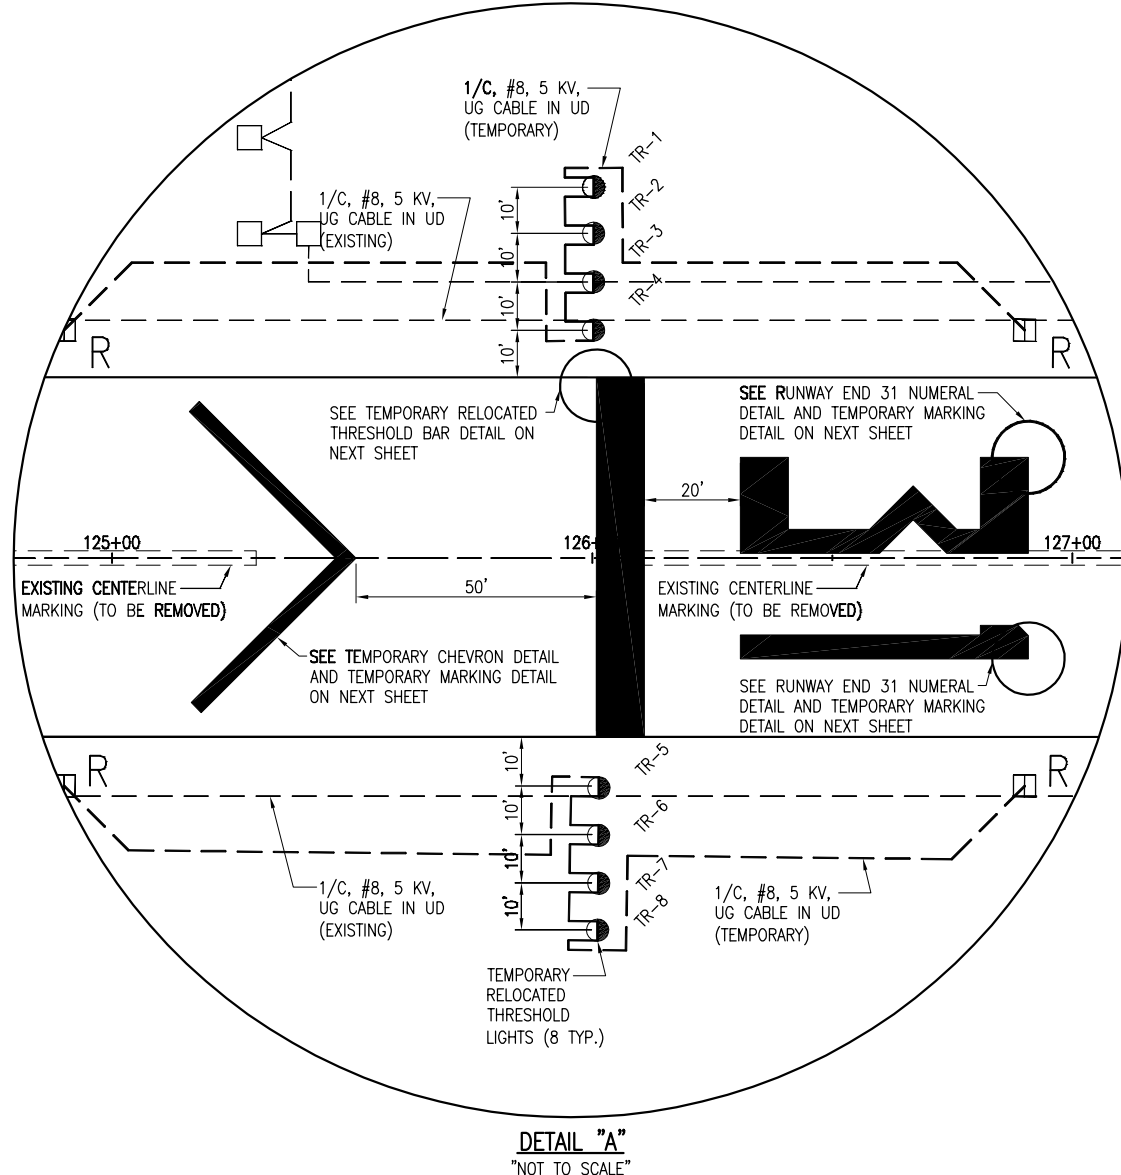 1/C, #8, 5 KV,
UG CABLE IN UD
(TEMPORARY)
TR-1
TR-2
TR-3
TR-4
1/C, #8, 5 KV,
UG CABLE IN UD
(EXISTING)
10'
10'
10'
10'
R
R
SEE TEMPORARY RELOCATED
THRESHOLD BAR DETAIL ON
NEXT SHEET
SEE RUNWAY END 31 NUMERAL
DETAIL AND TEMPORARY MARKING
DETAIL ON NEXT SHEET
20'
125+00
126+
127+00
EXISTING CENTERLINE
MARKING (TO BE REMOVED)
50'
EXISTING CENTERLINE
MARKING (TO BE REMOVED)
SEE TEMPORARY CHEVRON DETAIL
AND TEMPORARY MARKING DETAIL
ON NEXT SHEET
SEE RUNWAY END 31 NUMERAL
DETAIL AND TEMPORARY MARKING
DETAIL ON NEXT SHEET
R
R
10'
10'
10'
10'
TR-5
TR-6
TR-7
TR-8
1/C, #8, 5 KV,
UG CABLE IN UD
(EXISTING)
1/C, #8, 5 KV,
UG CABLE IN UD
(TEMPORARY)
TEMPORARY
RELOCATED
THRESHOLD
LIGHTS (8 TYP.)
DETAIL "A"
"NOT TO SCALE"